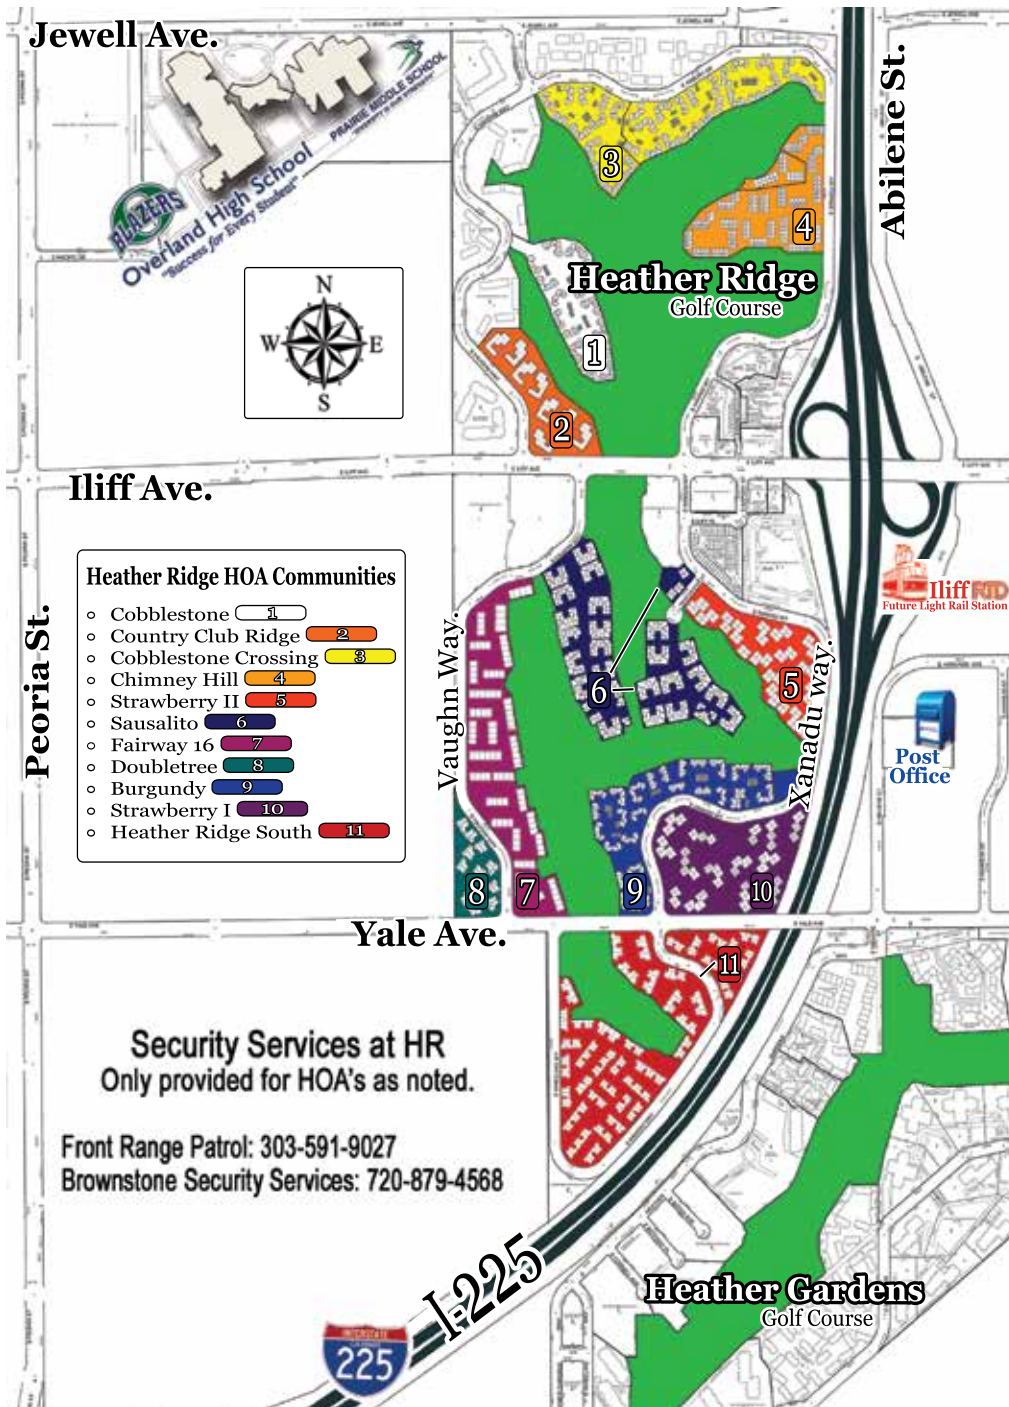 Jewell Ave.
PRAIRIE MIDDLE SCHOOL
Abilene St.
BLAZERS
Overland High School
"Success for Every Student"
3
4
Heather Ridge
Golf Course
N
W E
S
1
2
Iliff Ave.
E ILIFF AVE
Heather Ridge HOA Communities
Cobblestone 1
Country Club Ridge 2
Cobblestone Crossing 3
Chimney Hill 4
Strawberry II 5
Sausalito 6
Fairway 16 7
Doubletree 8
Burgundy 9
Strawberry I 10
Heather Ridge South 11
Peoria St.
Vaughn Way.
Xanadu way.
Iliff RTD
Future Light Rail Station
Post
Office
6
5
8
7
9
10
Yale Ave.
11
Security Services at HR
Only provided for HOA's as noted.
Front Range Patrol: 303-591-9027
Brownstone Security Services: 720-879-4568
I-225
INTERSTATE
225
Heather Gardens
Golf Course